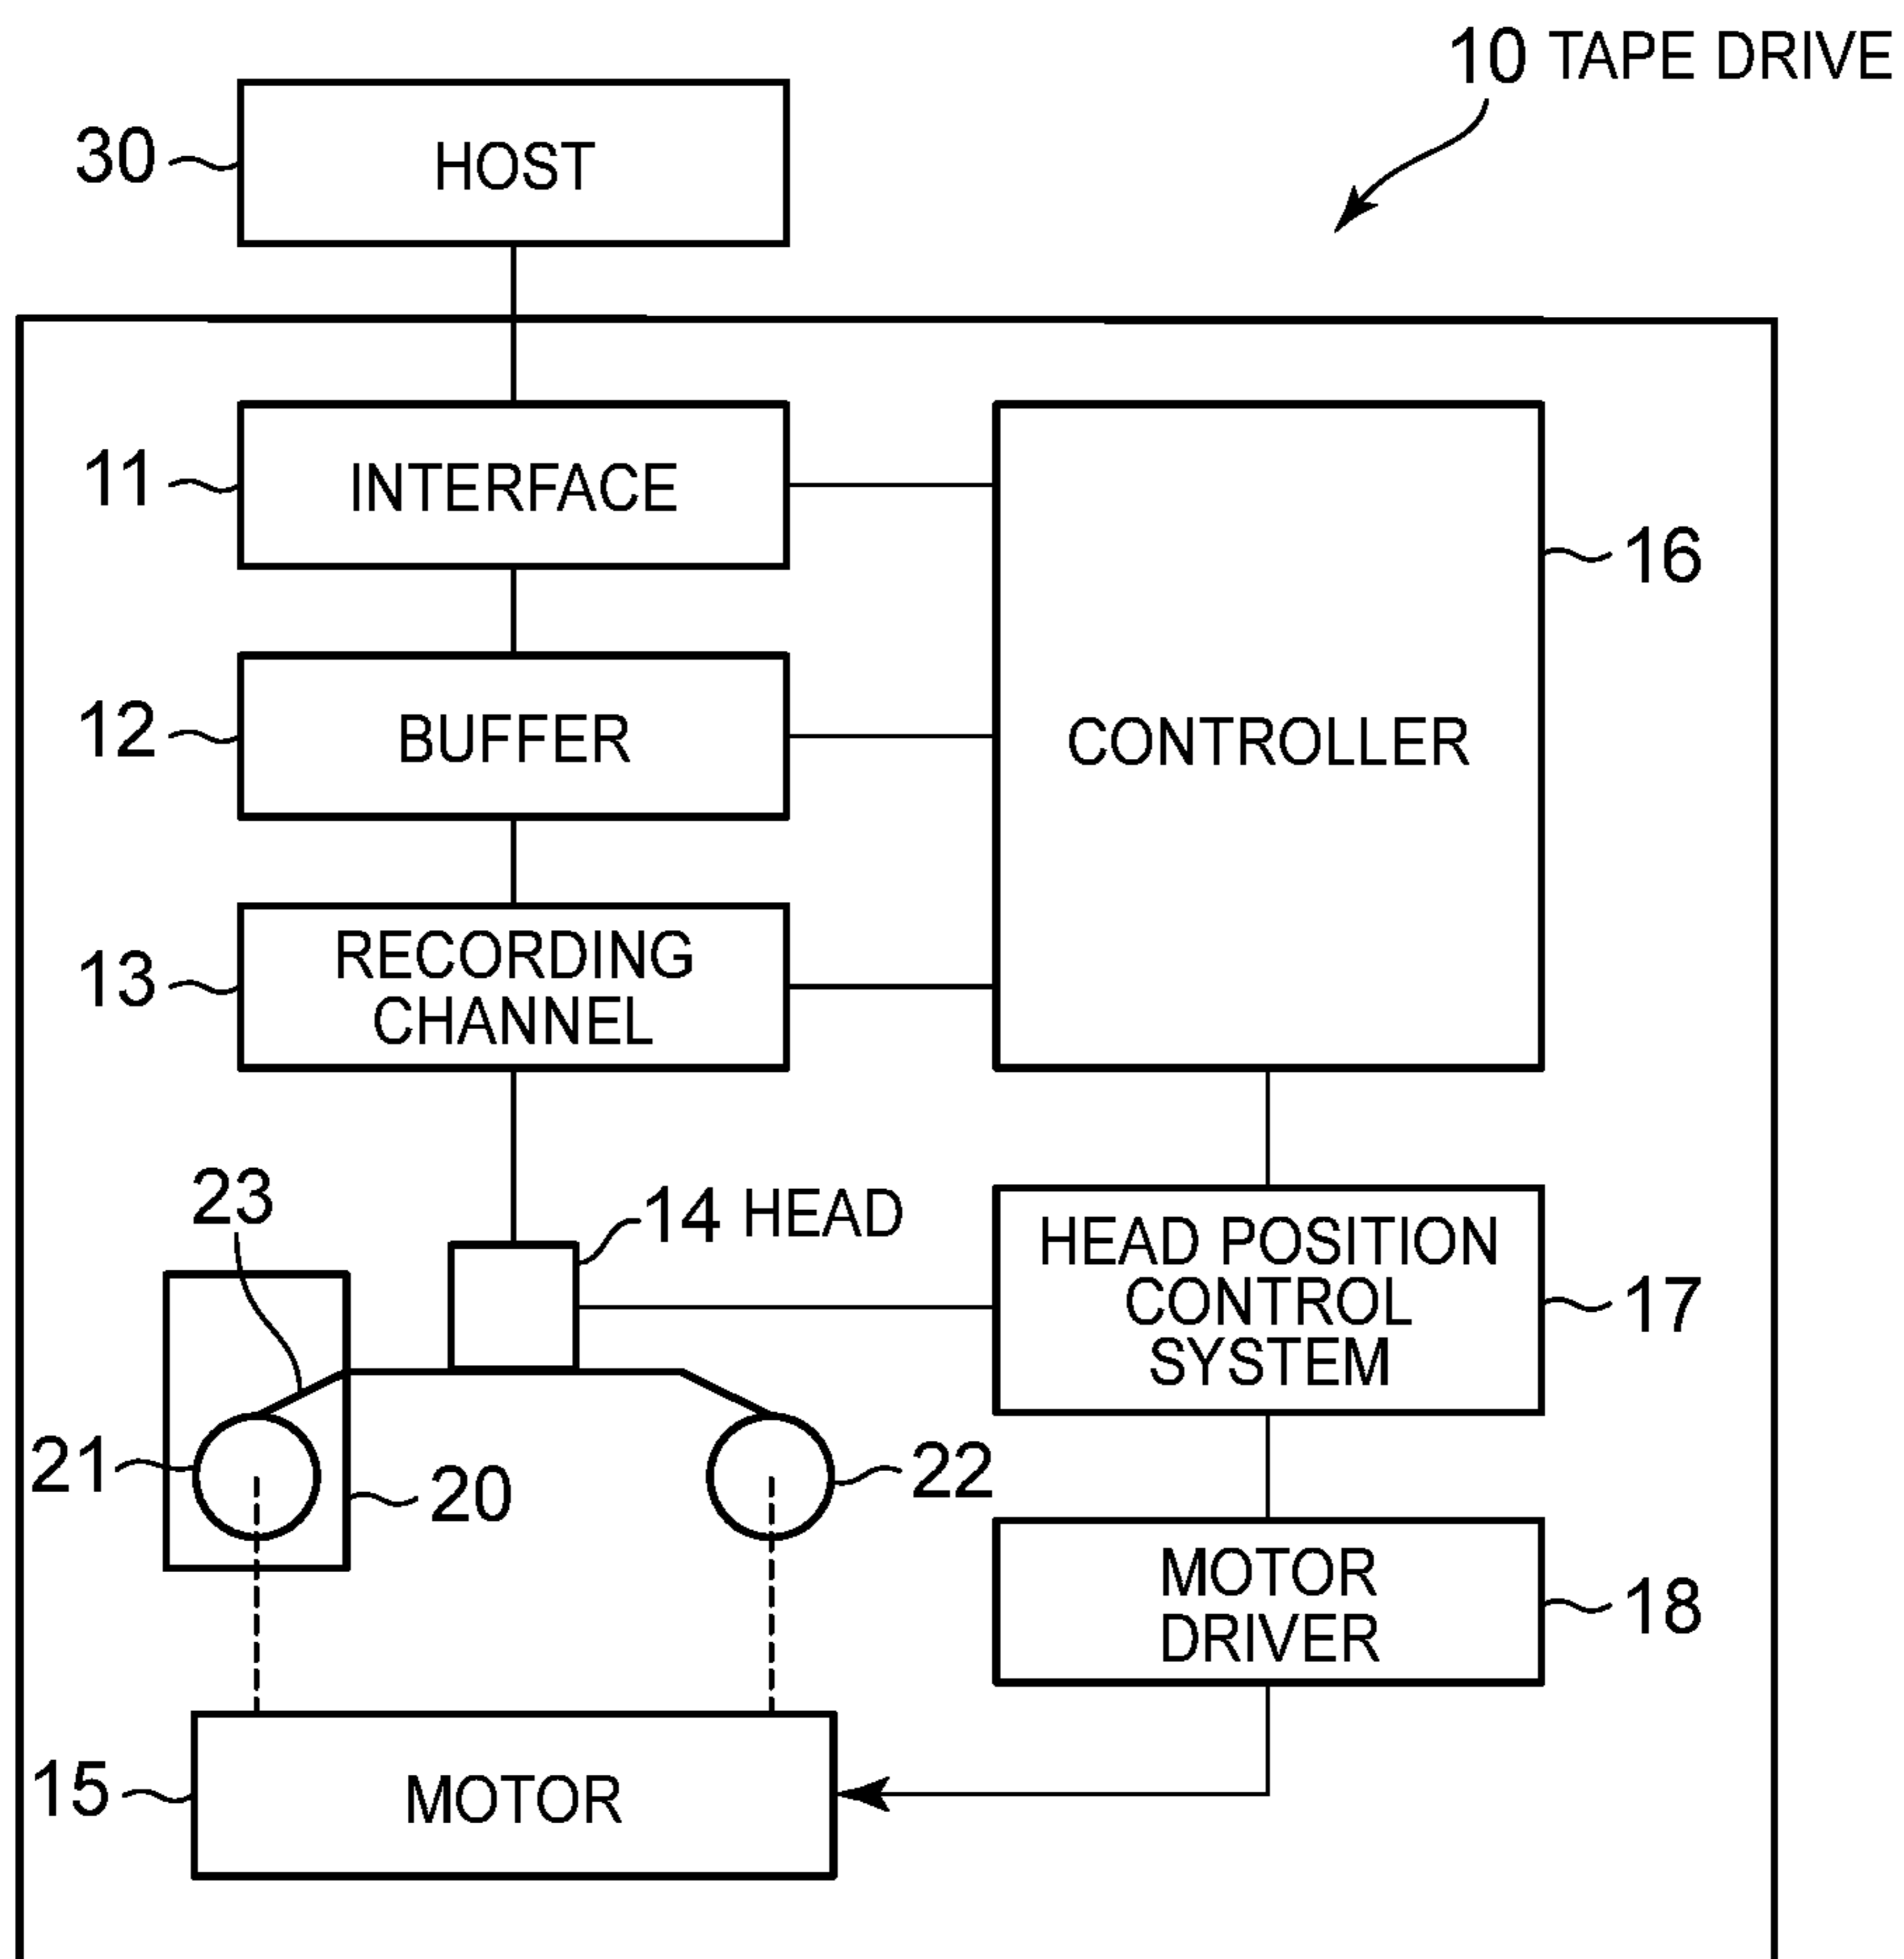 10 TAPE DRIVE
30
HOST
11
INTERFACE
16
12
BUFFER
CONTROLLER
13
RECORDING
CHANNEL
23
14 HEAD
HEAD POSITION
CONTROL
SYSTEM
17
21
20
22
MOTOR
DRIVER
18
15
MOTOR